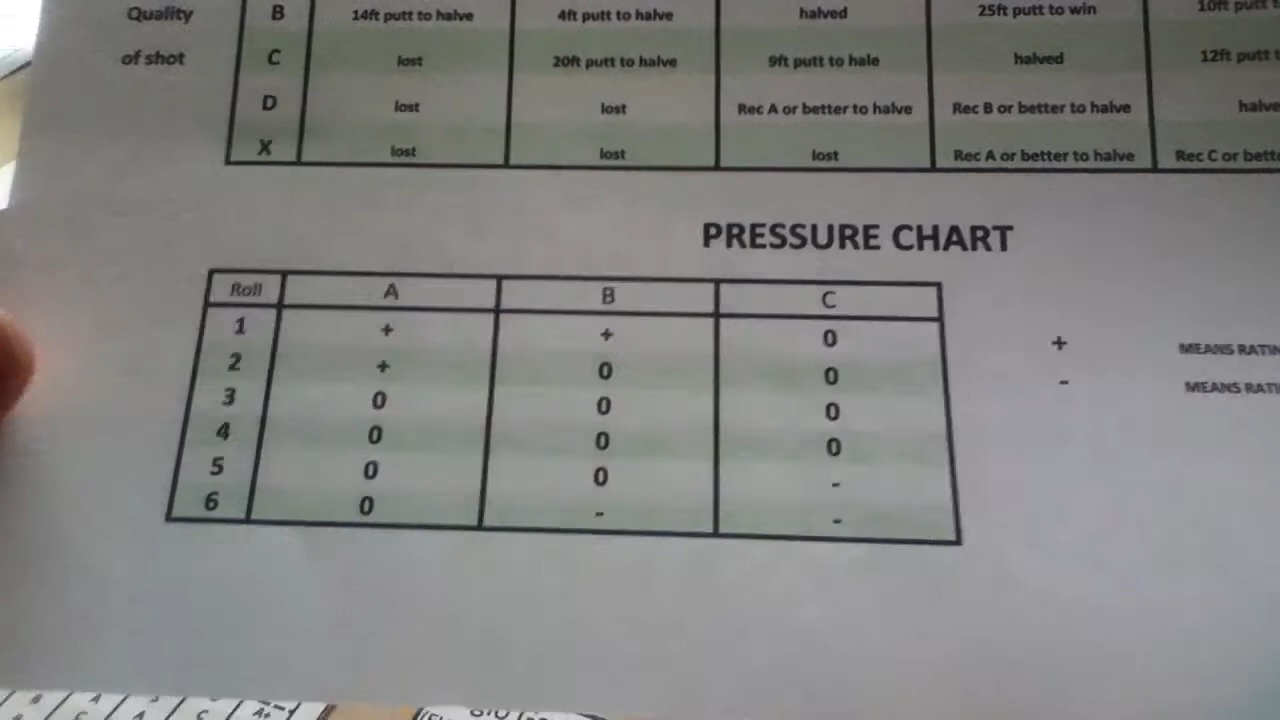 Quality B 14ft putt to halve 4ft putt to halve halved 25ft putt to win 10ft putt
of shot C lost 20ft putt to halve 9ft putt to hale halved 12ft putt
D lost lost Rec A or better to halve Rec B or better to halve halve
X lost lost lost Rec A or better to halve Rec C or bett
PRESSURE CHART
Roll A B C
1 + + 0
2 + 0 0
3 0 0 0
4 0 0 0
5 0 0 -
6 0 - -
+ MEANS RATIN
- MEANS RATI